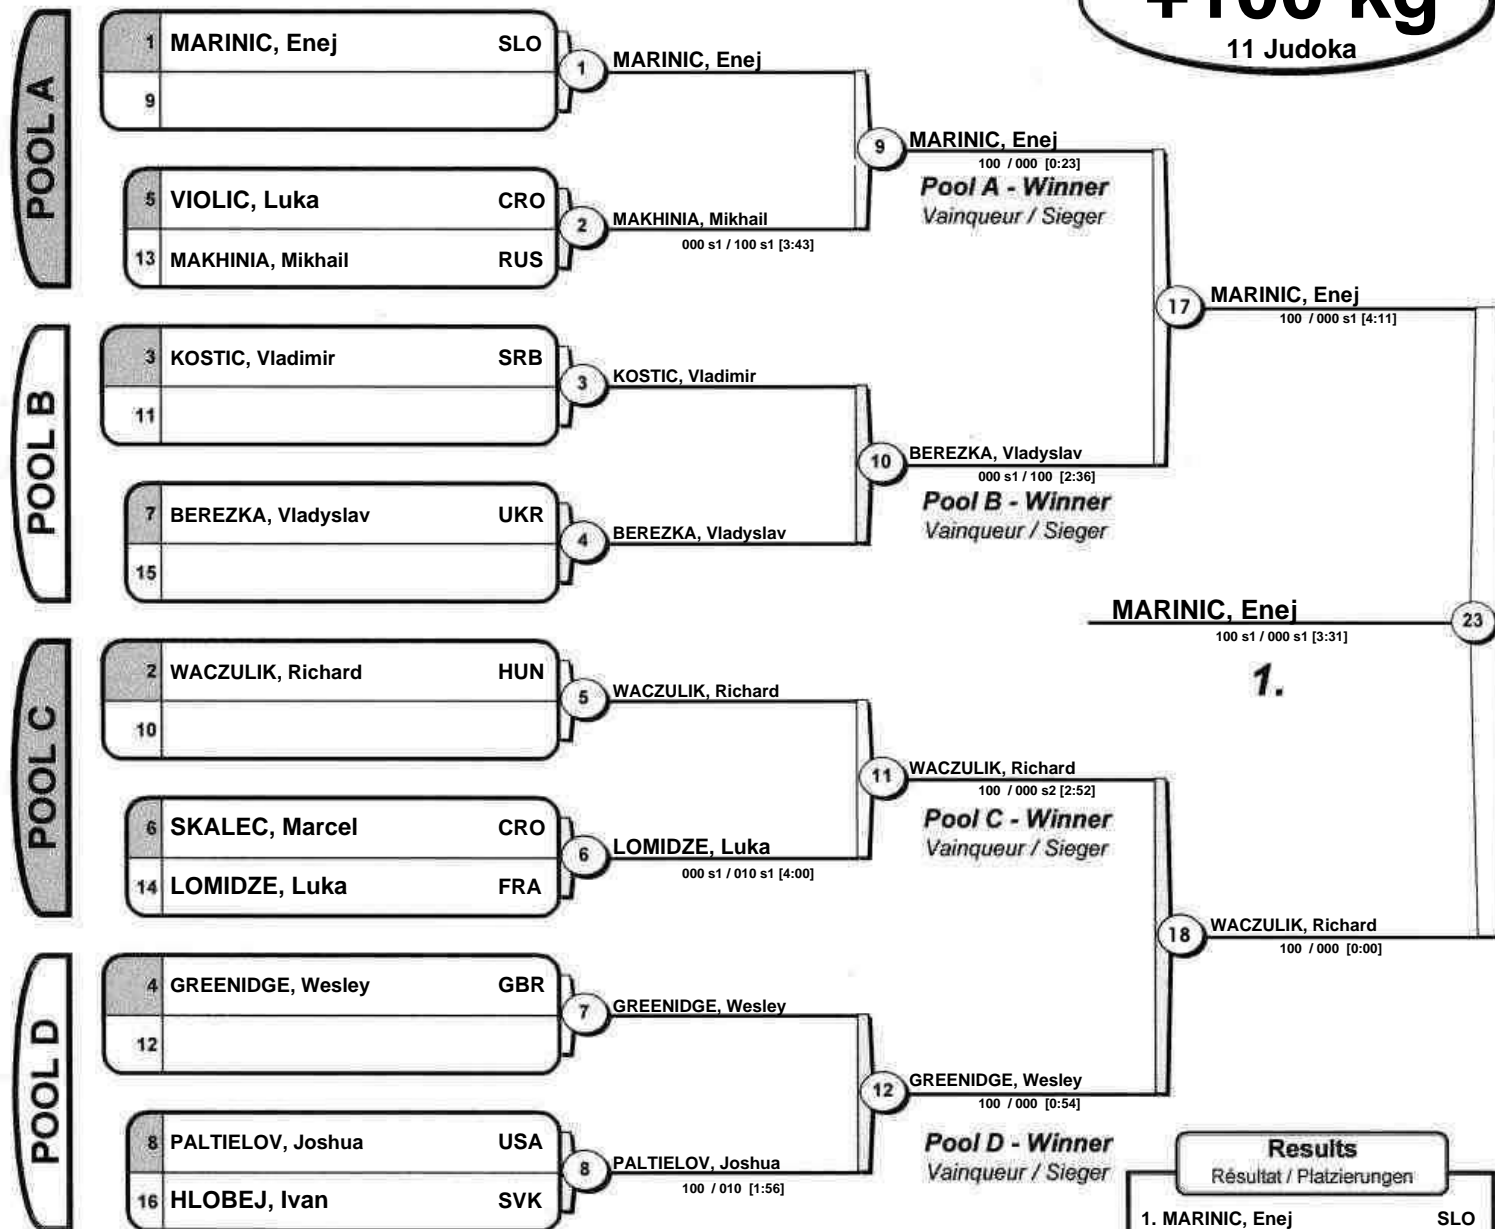 +100 kg
11 Judoka
POOL A
1 MARINIC, Enej SLO
9
5 VIOLIC, Luka CRO
13 MAKHINIA, Mikhail RUS
1 MARINIC, Enej
2 MAKHINIA, Mikhail
000 s1 / 100 s1 [3:43]
9 MARINIC, Enej
100 / 000 [0:23]
Pool A - Winner
Vainqueur / Sieger
POOL B
3 KOSTIC, Vladimir SRB
11
7 BEREZKA, Vladyslav UKR
15
3 KOSTIC, Vladimir
4 BEREZKA, Vladyslav
10 BEREZKA, Vladyslav
000 s1 / 100 [2:36]
Pool B - Winner
Vainqueur / Sieger
17 MARINIC, Enej
100 / 000 s1 [4:11]
MARINIC, Enej 23
100 s1 / 000 s1 [3:31]
1.
POOL C
2 WACZULIK, Richard HUN
10
6 SKALEC, Marcel CRO
14 LOMIDZE, Luka FRA
5 WACZULIK, Richard
6 LOMIDZE, Luka
000 s1 / 010 s1 [4:00]
11 WACZULIK, Richard
100 / 000 s2 [2:52]
Pool C - Winner
Vainqueur / Sieger
POOL D
4 GREENIDGE, Wesley GBR
12
8 PALTIELOV, Joshua USA
16 HLOBEJ, Ivan SVK
7 GREENIDGE, Wesley
8 PALTIELOV, Joshua
100 / 010 [1:56]
12 GREENIDGE, Wesley
100 / 000 [0:54]
Pool D - Winner
Vainqueur / Sieger
18 WACZULIK, Richard
100 / 000 [0:00]
Results
Résultat / Platzierungen
1. MARINIC, Enej SLO